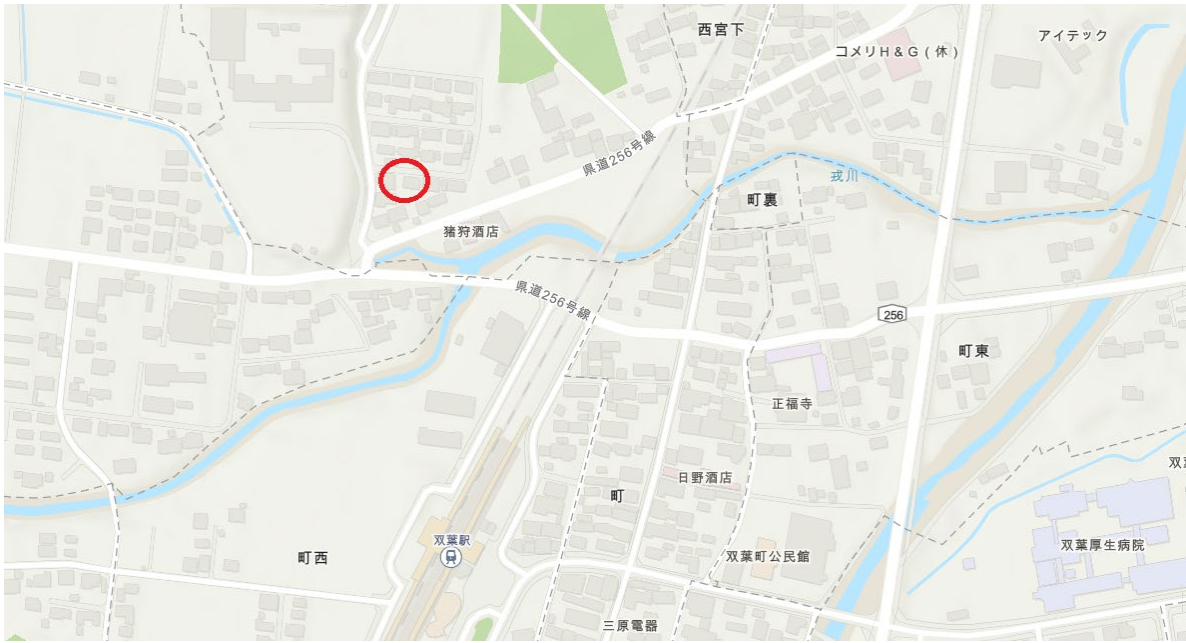 西宮下
コメリH&G(休)
アイテック
県道256号線
戎川
町裏
猪狩酒店
県道256号線
256
町東
正福寺
日野酒店
町
双葉駅
町西
双葉町公民館
双葉厚生病院
三原電器